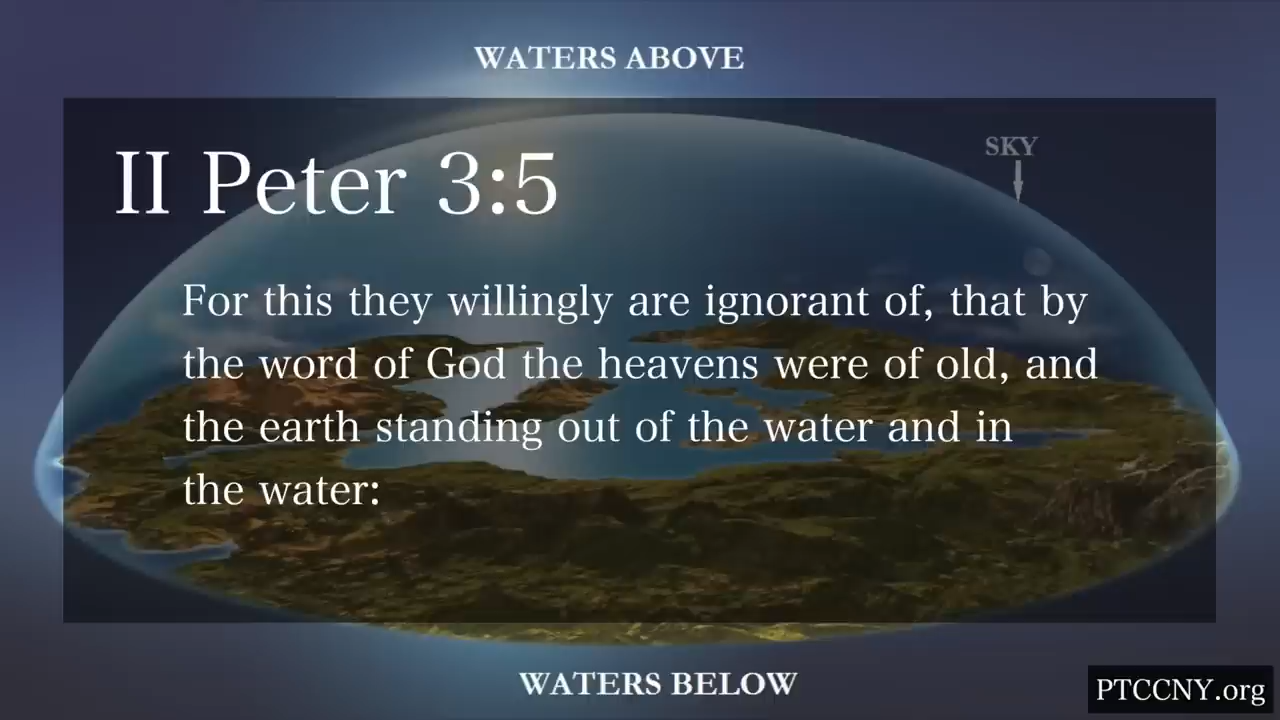 WATERS ABOVE
SKY
II Peter 3:5
For this they willingly are ignorant of, that by
the word of God the heavens were of old, and
the earth standing out of the water and in
the water:
WATERS BELOW
PTCCNY.org